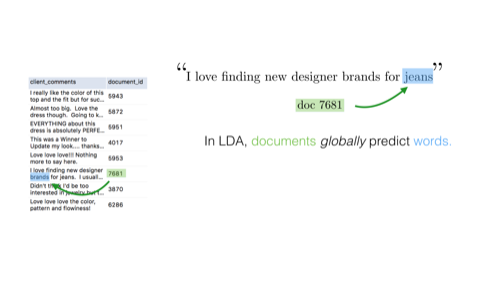 client_comments document_id
I really like the color of this
top and the fit but for suc... 5943
Almost too big. Love the
dress though. Going to k... 5872
EVERYTHING about this
dress is absolutely PERFE... 5951
This was a Winner to
Update my look.... thanks... 4017
Love love love!!! Nothing
more to say here. 5953
I love finding new designer
brands for jeans. I usuall... 7681
Didn't think I'd be too
interested in jewelry but I... 3870
Love love love the color,
pattern and flowiness! 6286
“I love finding new designer brands for jeans”
doc 7681
In LDA, documents globally predict words.